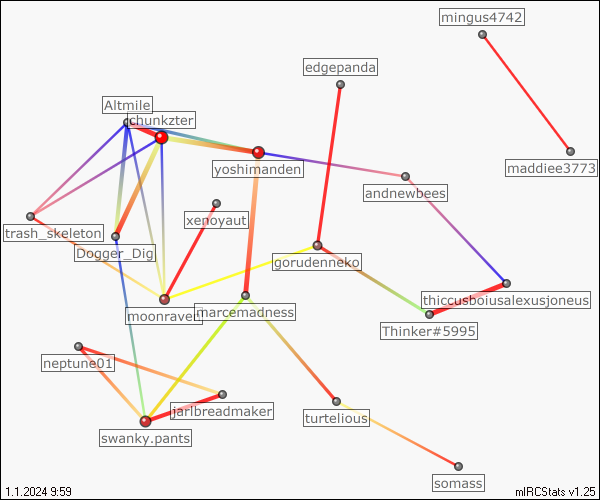 mingus4742
edgepanda
Altmile
chunkzter
yoshimanden
maddiee3773
andnewbees
xenoyaut
trash_skeleton
Dogger_Dig
gorudenneko
thiccusboiusalexusjoneus
moonraven
marcemadness
Thinker#5995
neptune01
jarlbreadmaker
turtelious
swanky.pants
somass
1.1.2024 9:59
mIRCStats v1.25